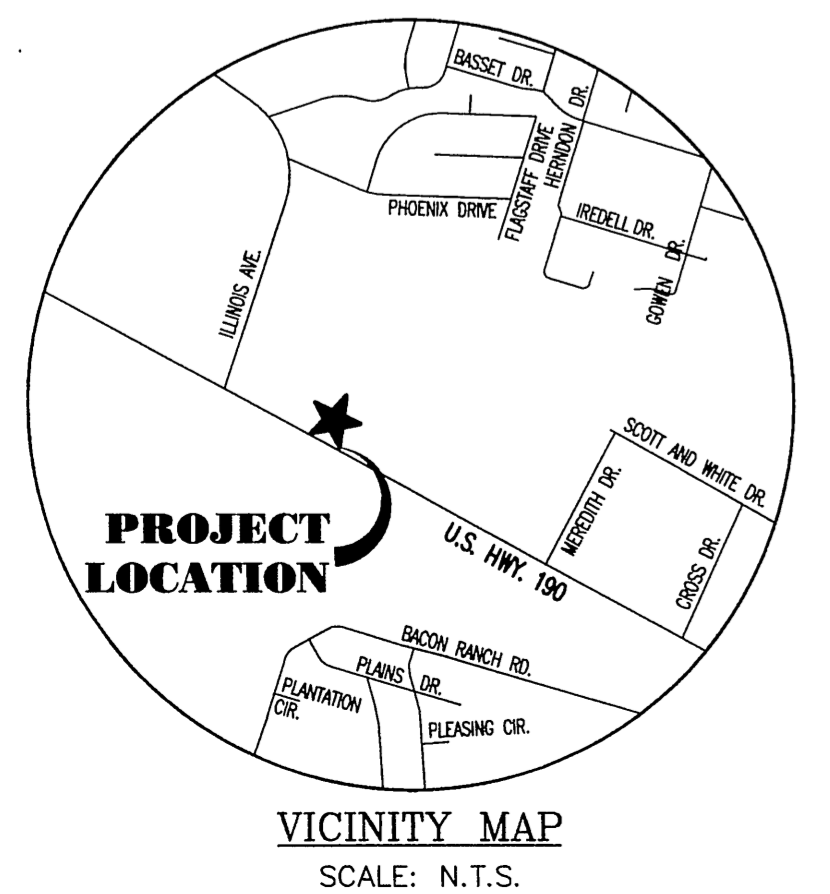 BASSET DR.
HERNDON DR.
FLAGSTAFF DRIVE
PHOENIX DRIVE
IREDELL DR.
GOWEN DR.
ILLINOIS AVE.
SCOTT AND WHITE DR.
MEREDITH DR.
CROSS DR.
PROJECT
LOCATION
U.S. HWY. 190
BACON RANCH RD.
PLAINS DR.
PLANTATION
CIR.
PLEASING CIR.
VICINITY MAP
SCALE: N.T.S.